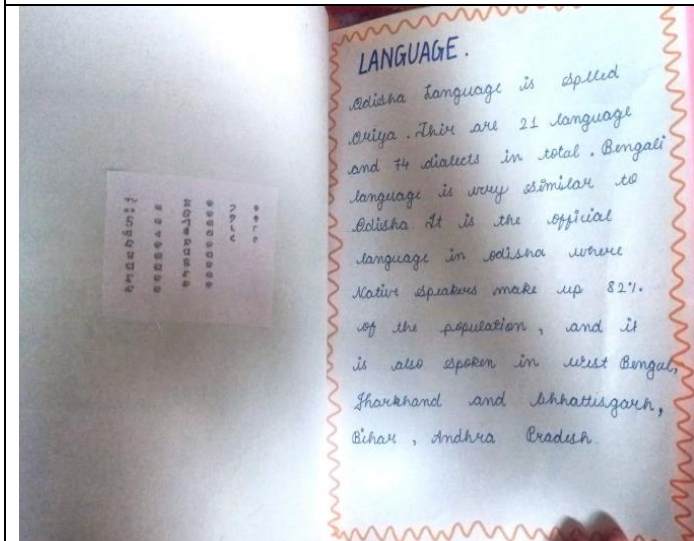 LANGUAGE.
Odisha Language is spelled
Oriya. Thir are 21 language
and 74 dialects in total. Bengali
language is very similar to
Odisha. It is the official
language in odisha where
Native speakers make up 82%.
of the population, and it
is also spoken in West Bengal,
Jharkhand and Chhattisgarh,
Bihar, Andhra Pradesh.